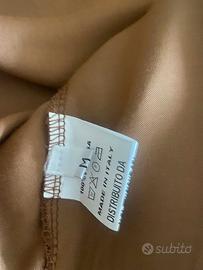 M
MADE IN ITALY
DISTRIBUITO DA
subito